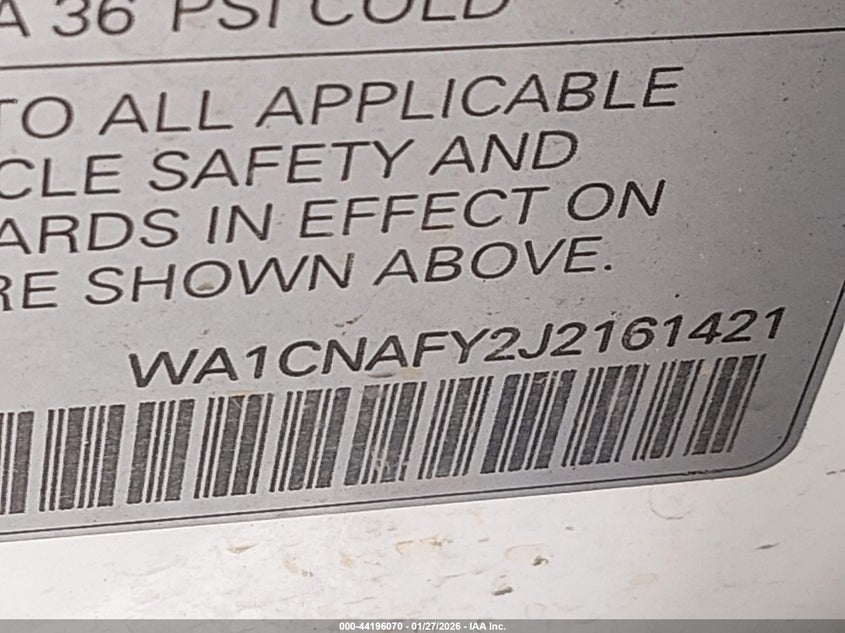 A 36 PSI COLD
TO ALL APPLICABLE
CLE SAFETY AND
ARDS IN EFFECT ON
RE SHOWN ABOVE.
WA1CNAFY2J2161421
000-44196070 - 01/27/2026 - IAA Inc.